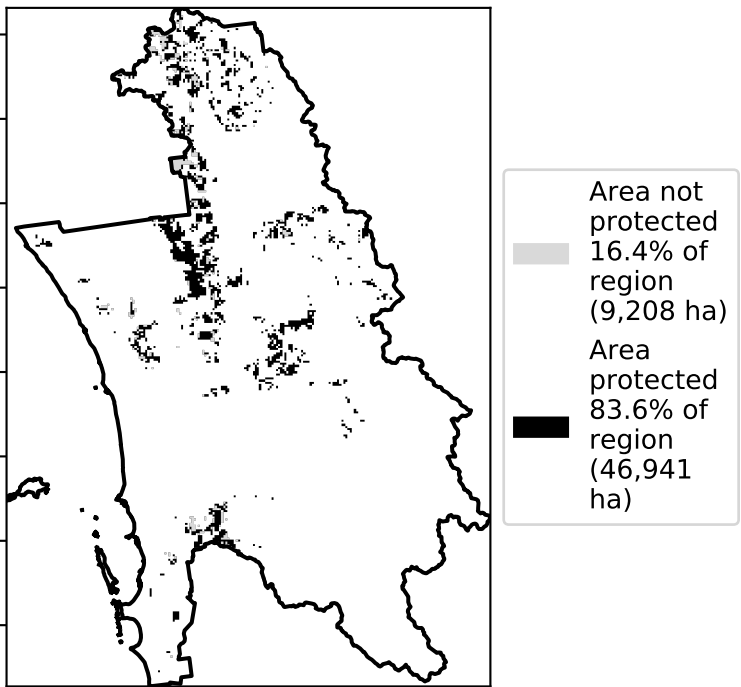 Area not
protected
16.4% of
region
(9,208 ha)
Area
protected
83.6% of
region
(46,941
ha)